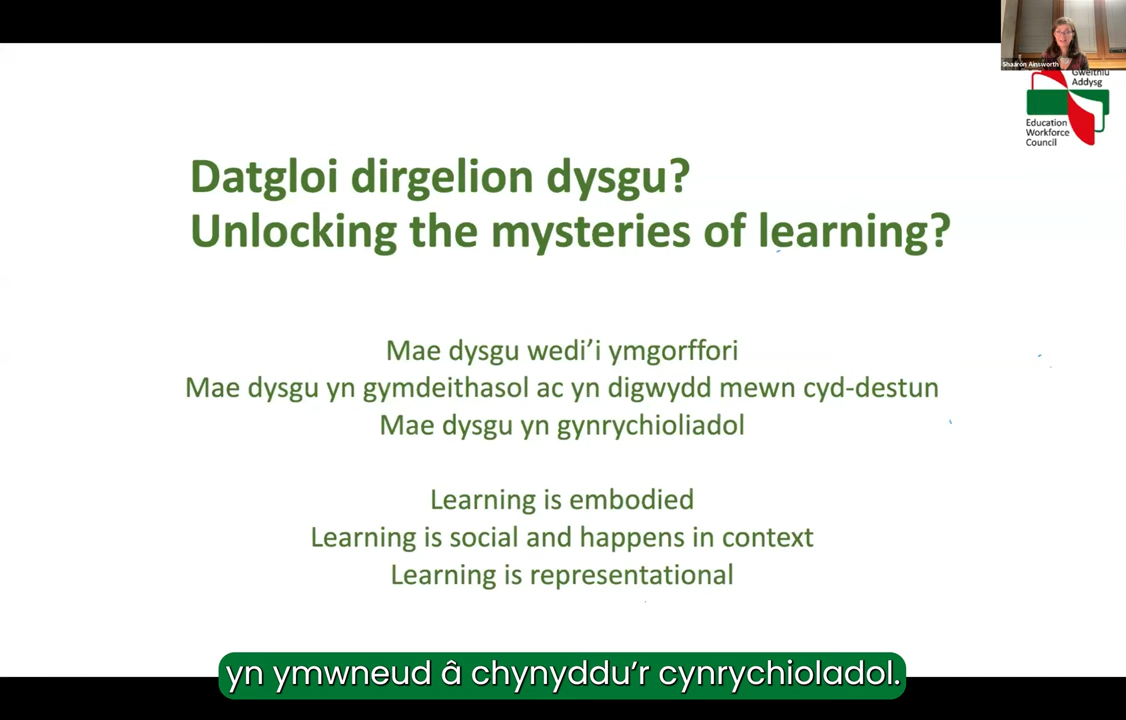 Shaaron Ainsworth
Gweithlu
Addysg
Education
Workforce
Council
Datgloi dirgelion dysgu?
Unlocking the mysteries of learning?
Mae dysgu wedi’i ymgorffori
Mae dysgu yn gymdeithasol ac yn digwydd mewn cyd-destun
Mae dysgu yn gynrychioliadol
Learning is embodied
Learning is social and happens in context
Learning is representational
yn ymwneud â chynyddu’r cynrychioladol.